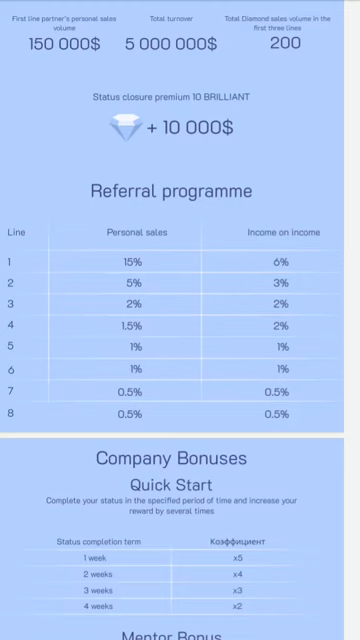 First line partner's personal sales volume
Total turnover
Total Diamond sales volume in the first three lines
150 000$ 5 000 000$ 200
Status closure premium 10 BRILLIANT
+ 10 000$
Referral programme
Line Personal sales Income on income
1 15% 6%
2 5% 3%
3 2% 2%
4 1.5% 2%
5 1% 1%
6 1% 1%
7 0.5% 0.5%
8 0.5% 0.5%
Company Bonuses
Quick Start
Complete your status in the specified period of time and increase your
reward by several times
Status completion term Коэффициент
1 week x5
2 weeks x4
3 weeks x3
4 weeks x2
Mentor Bonus